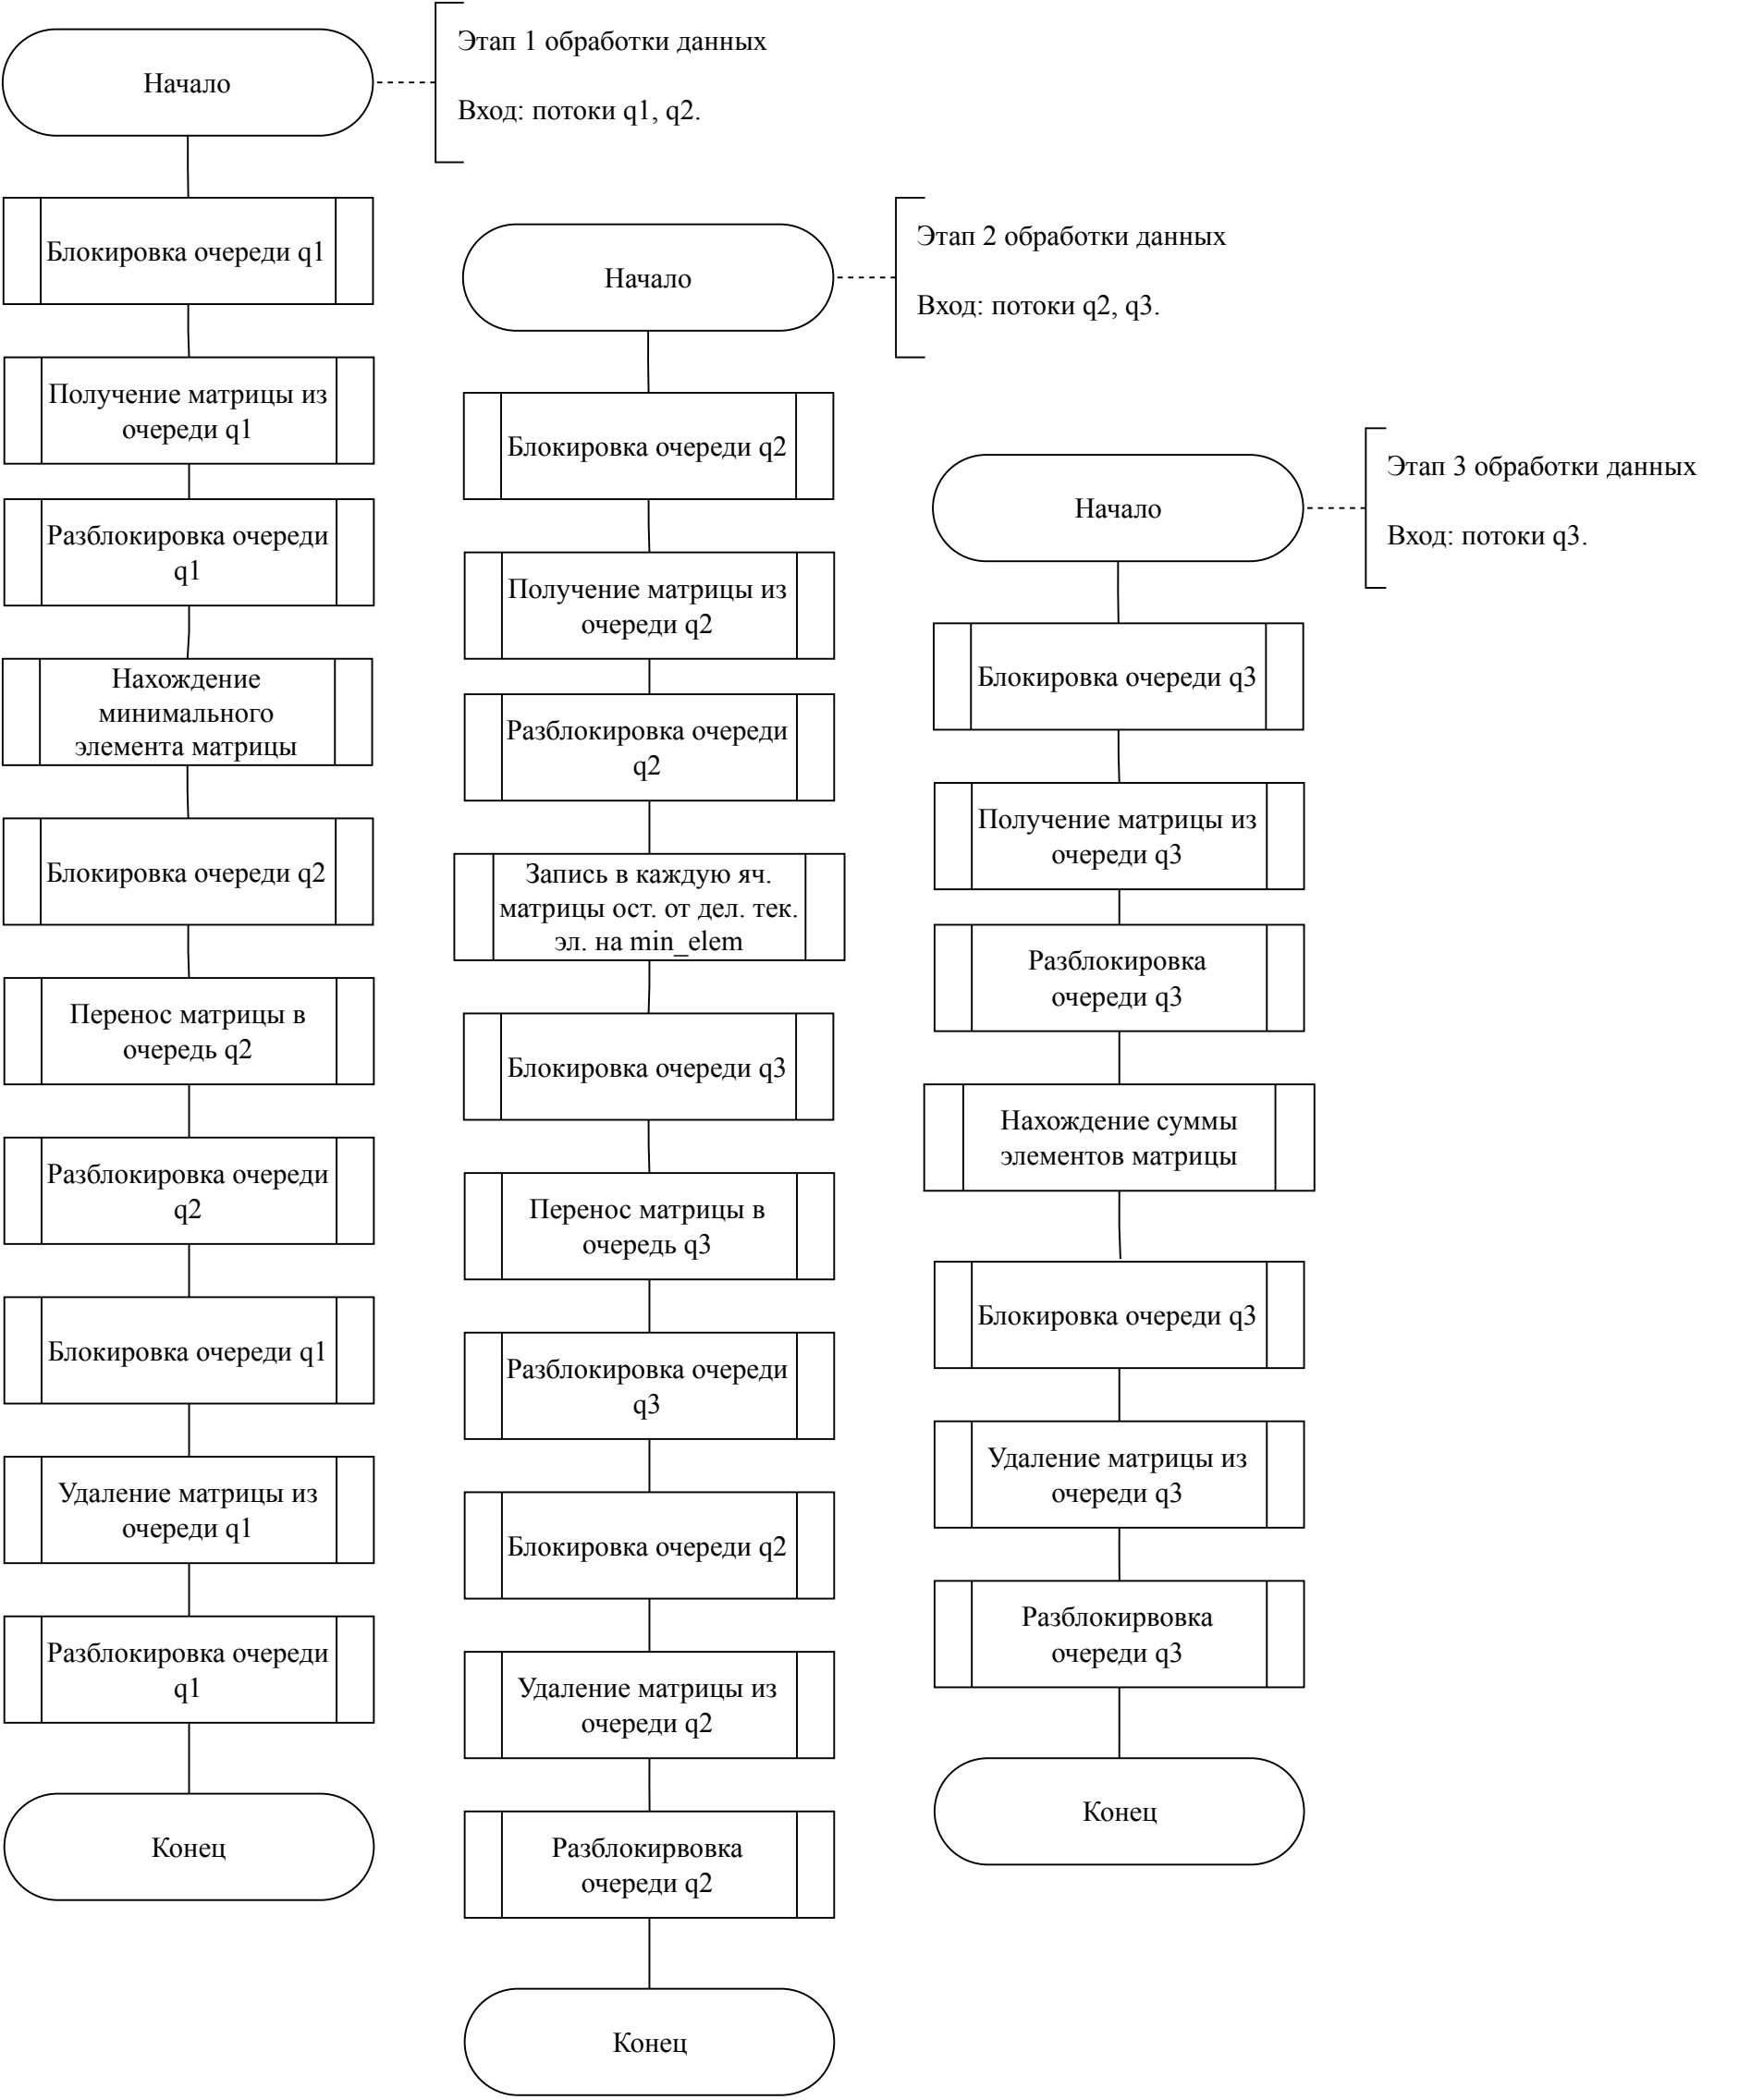 Начало
Этап 1 обработки данных
Вход: потоки q1, q2.
Блокировка очереди q1
Получение матрицы из
очереди q1
Разблокировка очереди
q1
Нахождение
минимального
элемента матрицы
Блокировка очереди q2
Перенос матрицы в
очередь q2
Разблокировка очереди
q2
Блокировка очереди q1
Удаление матрицы из
очереди q1
Разблокировка очереди
q1
Конец
Начало
Этап 2 обработки данных
Вход: потоки q2, q3.
Блокировка очереди q2
Получение матрицы из
очереди q2
Разблокировка очереди
q2
Запись в каждую яч.
матрицы ост. от дел. тек.
эл. на min_elem
Блокировка очереди q3
Перенос матрицы в
очередь q3
Разблокировка очереди
q3
Блокировка очереди q2
Удаление матрицы из
очереди q2
Разблокирвовка
очереди q2
Конец
Начало
Этап 3 обработки данных
Вход: потоки q3.
Блокировка очереди q3
Получение матрицы из
очереди q3
Разблокировка
очереди q3
Нахождение суммы
элементов матрицы
Блокировка очереди q3
Удаление матрицы из
очереди q3
Разблокирвовка
очереди q3
Конец